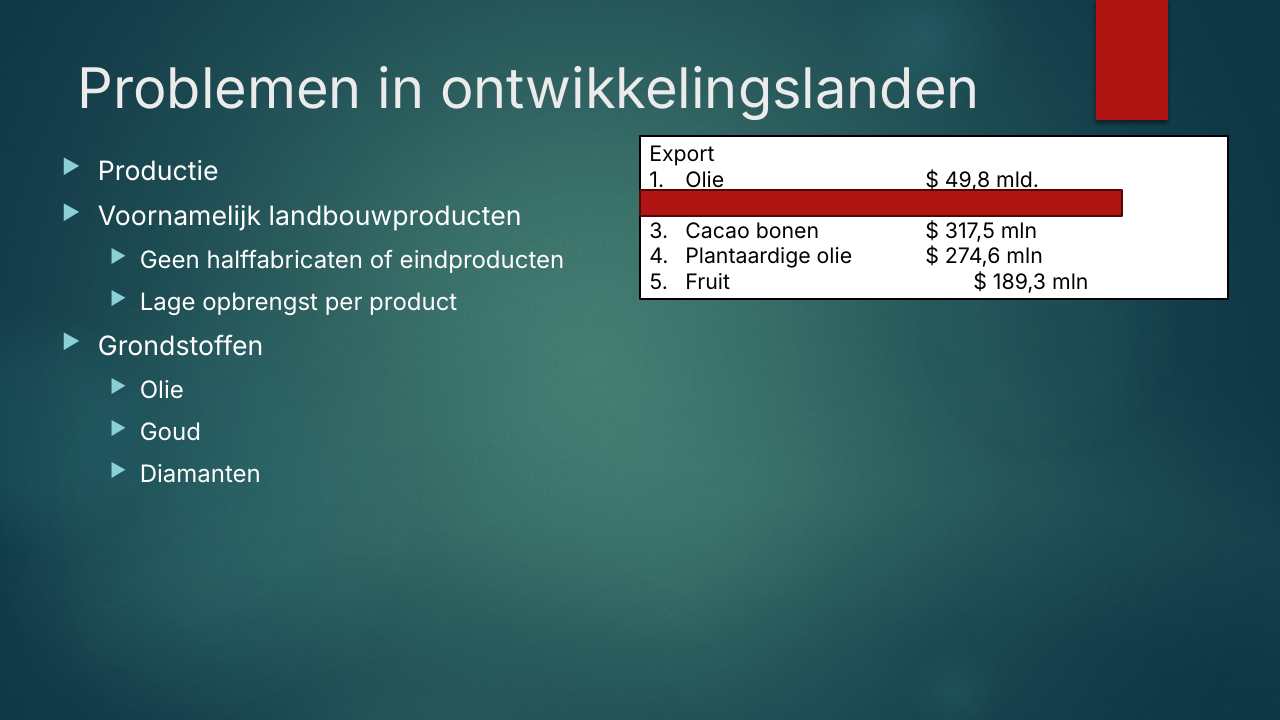 Problemen in ontwikkelingslanden
Productie
Voornamelijk landbouwproducten
Geen halffabricaten of eindproducten
Lage opbrengst per product
Grondstoffen
Olie
Goud
Diamanten
Export
1. Olie $ 49,8 mld.
3. Cacao bonen $ 317,5 mln
4. Plantaardige olie $ 274,6 mln
5. Fruit $ 189,3 mln